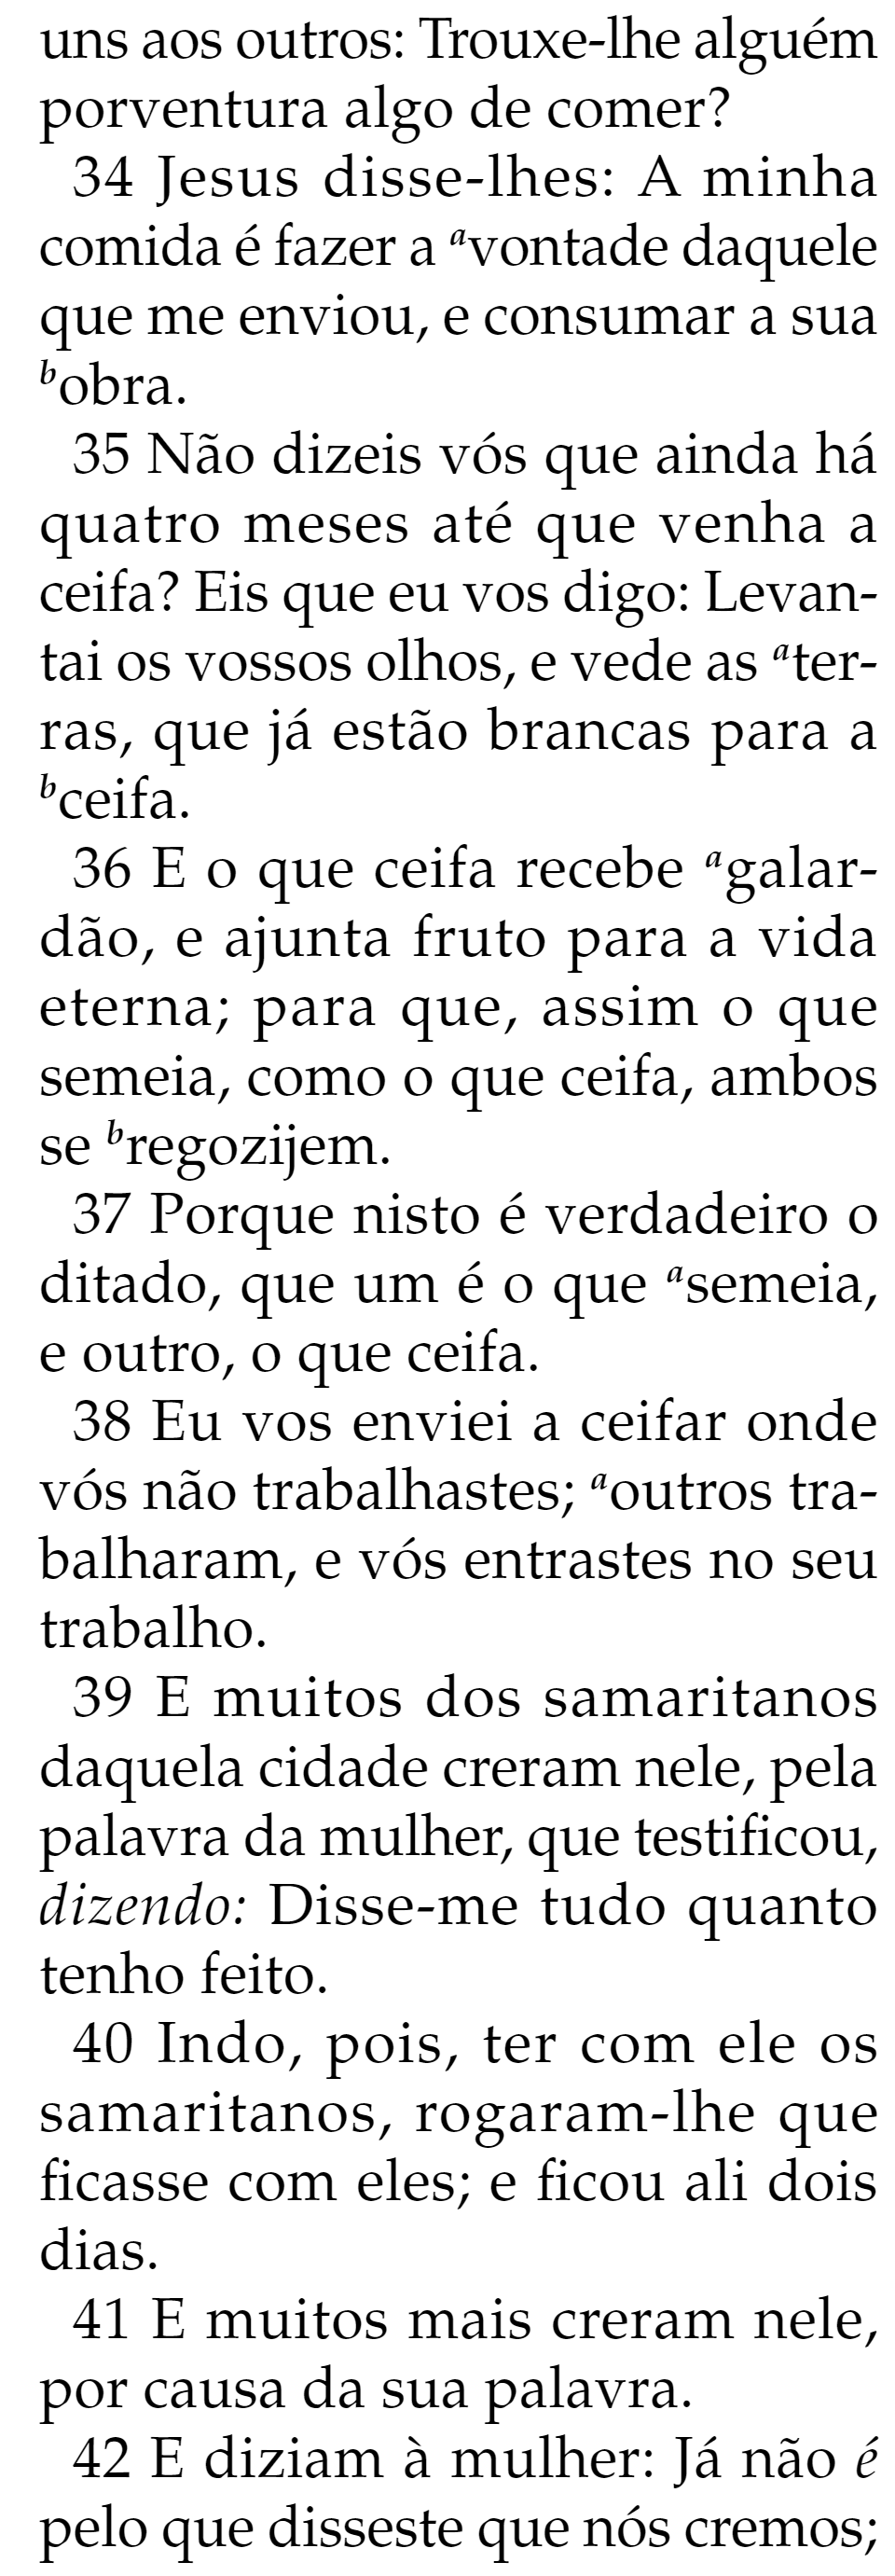 uns aos outros: Trouxe-lhe alguém
porventura algo de comer?
34 Jesus disse-lhes: A minha
comida é fazer a ᵃvontade daquele
que me enviou, e consumar a sua
ᵇobra.
35 Não dizeis vós que ainda há
quatro meses até que venha a
ceifa? Eis que eu vos digo: Levan-
tai os vossos olhos, e vede as ᵃter-
ras, que já estão brancas para a
ᵇceifa.
36 E o que ceifa recebe ᵃgalar-
dão, e ajunta fruto para a vida
eterna; para que, assim o que
semeia, como o que ceifa, ambos
se ᵇregozijem.
37 Porque nisto é verdadeiro o
ditado, que um é o que ᵃsemeia,
e outro, o que ceifa.
38 Eu vos enviei a ceifar onde
vós não trabalhastes; ᵃoutros tra-
balharam, e vós entrastes no seu
trabalho.
39 E muitos dos samaritanos
daquela cidade creram nele, pela
palavra da mulher, que testificou,
dizendo: Disse-me tudo quanto
tenho feito.
40 Indo, pois, ter com ele os
samaritanos, rogaram-lhe que
ficasse com eles; e ficou ali dois
dias.
41 E muitos mais creram nele,
por causa da sua palavra.
42 E diziam à mulher: Já não é
pelo que disseste que nós cremos;